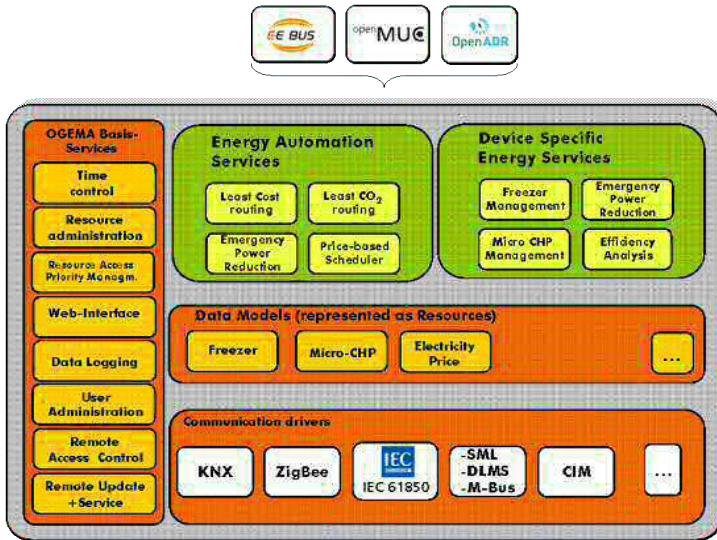 EE BUS
openMUC
OpenADR
OGEMA Basis-
Services
Time
control
Resource
administration
Resource Access
Priority Managm.
Web-Interface
Data Logging
User
Administration
Remote
Access Control
Remote Update
+Service
Energy Automation
Services
Least Cost
routing
Least CO2
routing
Emergency
Power
Reduction
Price-based
Scheduler
Device Specific
Energy Services
Freezer
Management
Emergency
Power
Reduction
Micro CHP
Management
Efficiency
Analysis
Data Models (represented as Resources)
Freezer
Micro-CHP
Electricity
Price
...
Communication drivers
KNX
ZigBee
IEC
IEC 61850
-SML
-DLMS
-M-Bus
CIM
...